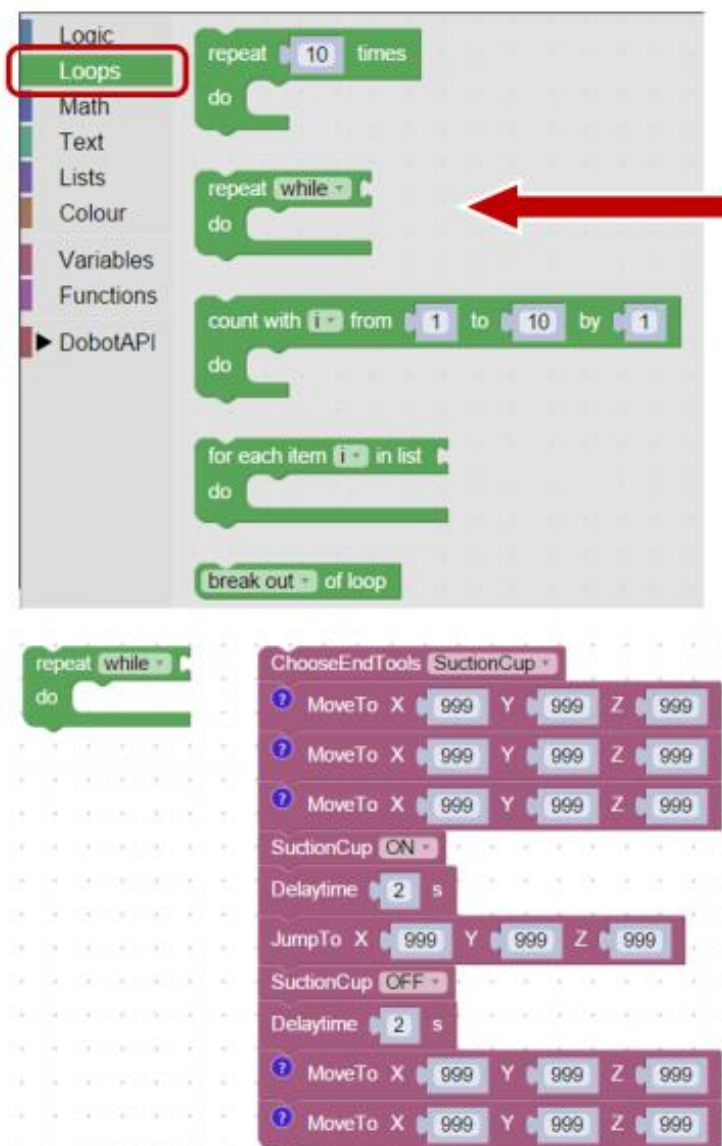 Logic
Loops
Math
Text
Lists
Colour
Variables
Functions
DobotAPI
repeat 10 times
do
repeat while
do
count with i from 1 to 10 by 1
do
for each item i in list
do
break out of loop
repeat while
do
ChooseEndTools SuctionCup
? MoveTo X 999 Y 999 Z 999
? MoveTo X 999 Y 999 Z 999
? MoveTo X 999 Y 999 Z 999
SuctionCup ON
Delaytime 2 s
JumpTo X 999 Y 999 Z 999
SuctionCup OFF
Delaytime 2 s
? MoveTo X 999 Y 999 Z 999
? MoveTo X 999 Y 999 Z 999